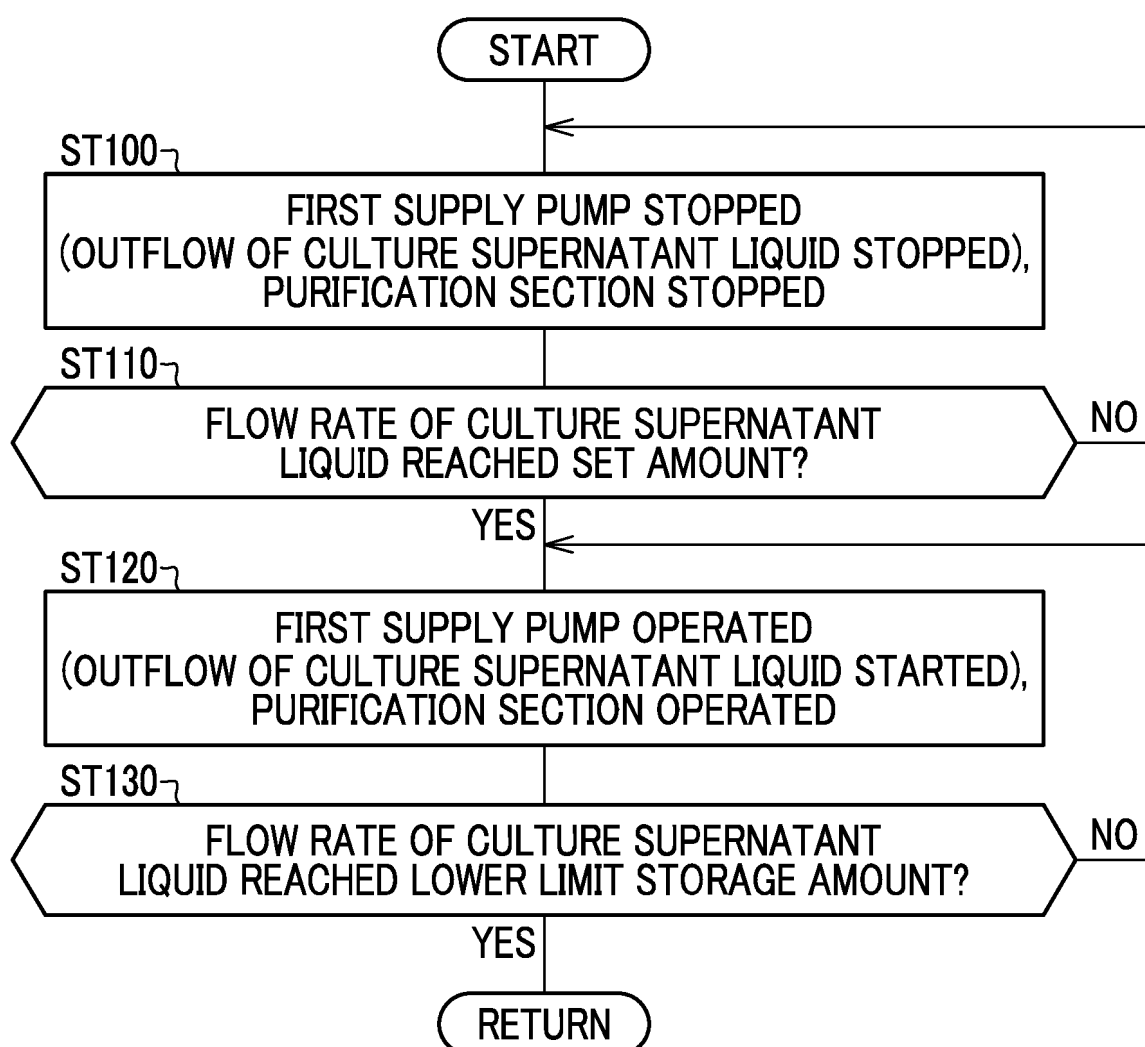 START
ST100
FIRST SUPPLY PUMP STOPPED
(OUTFLOW OF CULTURE SUPERNATANT LIQUID STOPPED),
PURIFICATION SECTION STOPPED
ST110
FLOW RATE OF CULTURE SUPERNATANT
LIQUID REACHED SET AMOUNT?
NO
YES
ST120
FIRST SUPPLY PUMP OPERATED
(OUTFLOW OF CULTURE SUPERNATANT LIQUID STARTED),
PURIFICATION SECTION OPERATED
ST130
FLOW RATE OF CULTURE SUPERNATANT
LIQUID REACHED LOWER LIMIT STORAGE AMOUNT?
NO
YES
RETURN